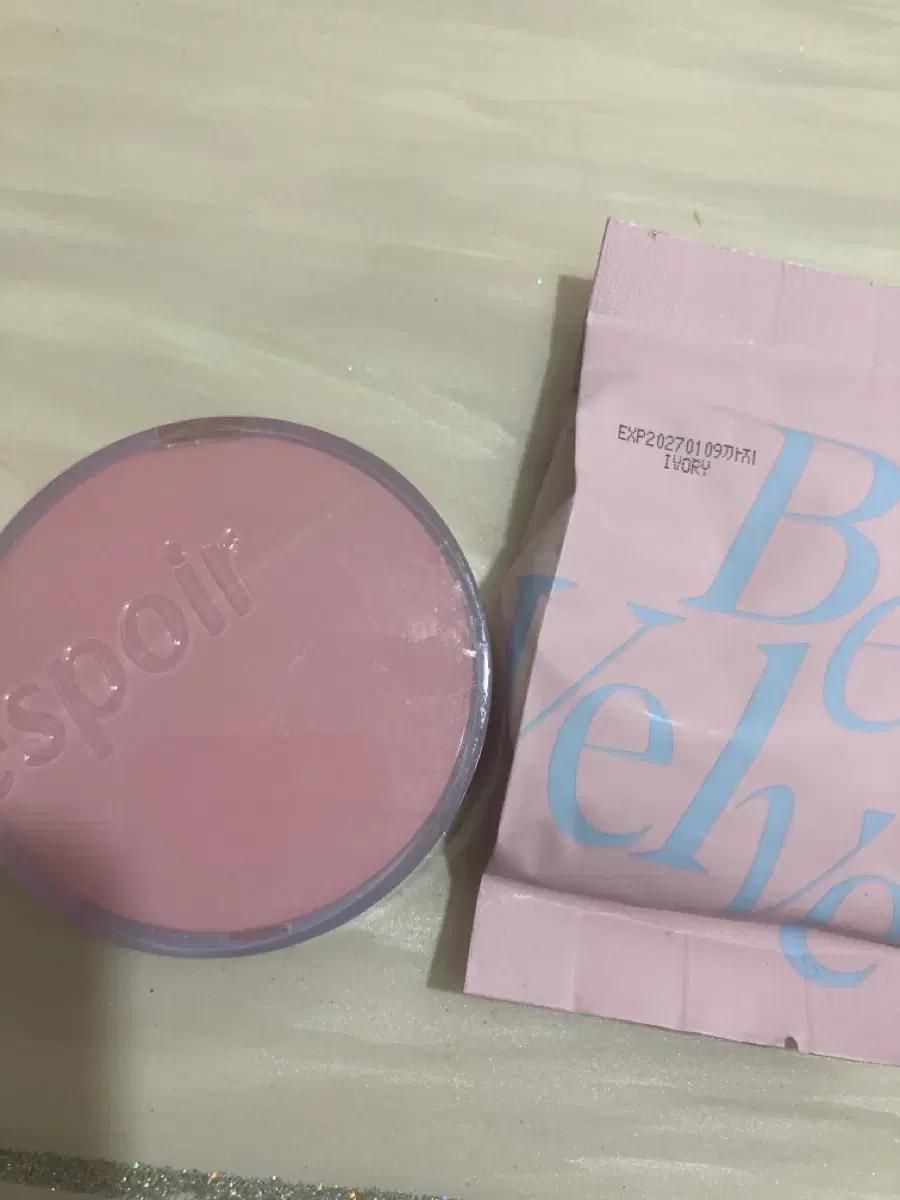 espoir
EXP20270109까지
IVORY
Be
Velve